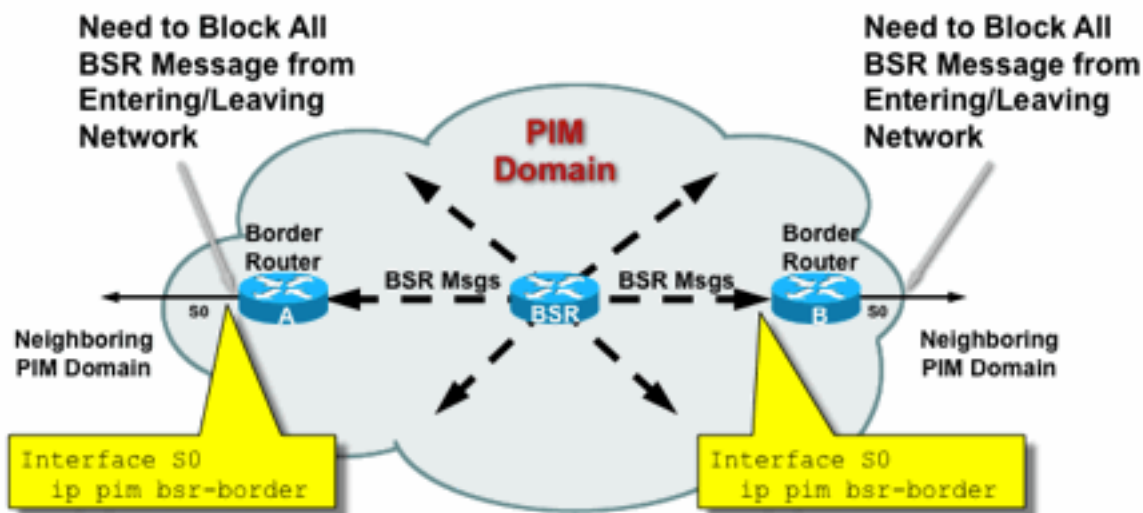 Need to Block All
BSR Message from
Entering/Leaving
Network
Need to Block All
BSR Message from
Entering/Leaving
Network
PIM
Domain
Border
Router
Border
Router
BSR Msgs
BSR Msgs
S0
A
BSR
B
S0
Neighboring
PIM Domain
Neighboring
PIM Domain
Interface S0
ip pim bsr-border
Interface S0
ip pim bsr-border